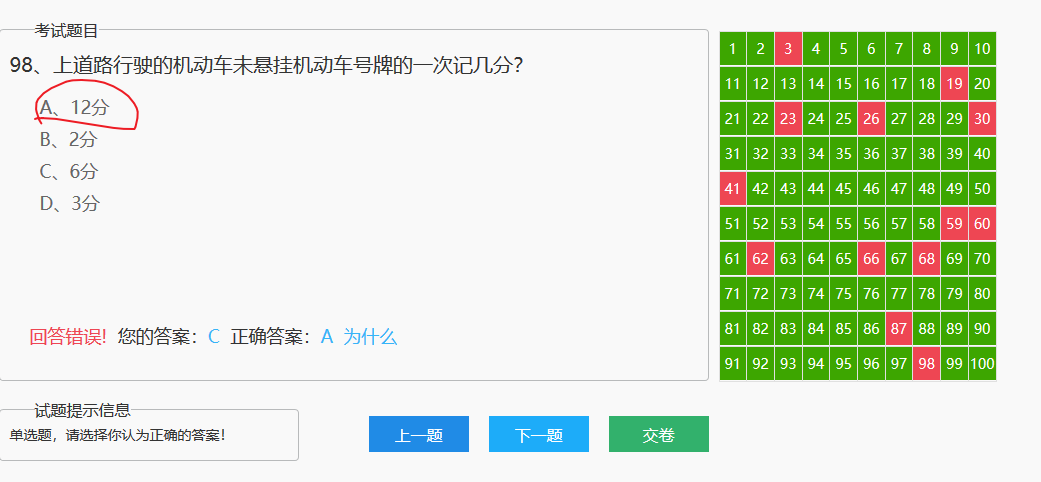 考试题目
98、上道路行驶的机动车未悬挂机动车号牌的一次记几分?
A、12分
B、2分
C、6分
D、3分
回答错误! 您的答案: C 正确答案: A 为什么
试题提示信息
单选题，请选择你认为正确的答案!
上一题 下一题 交卷
1 2 3 4 5 6 7 8 9 10
11 12 13 14 15 16 17 18 19 20
21 22 23 24 25 26 27 28 29 30
31 32 33 34 35 36 37 38 39 40
41 42 43 44 45 46 47 48 49 50
51 52 53 54 55 56 57 58 59 60
61 62 63 64 65 66 67 68 69 70
71 72 73 74 75 76 77 78 79 80
81 82 83 84 85 86 87 88 89 90
91 92 93 94 95 96 97 98 99 100